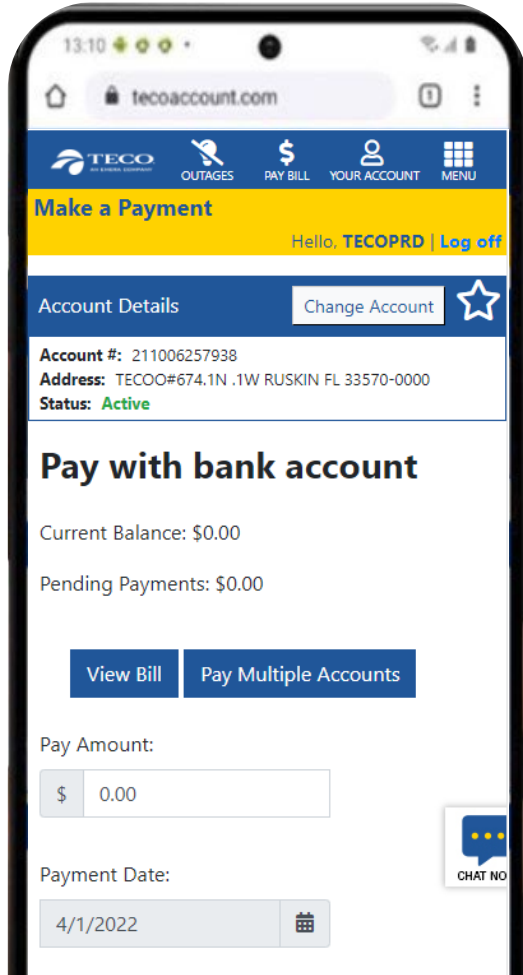 13:10
tecoaccount.com
1
TECO
AN EMERA COMPANY
OUTAGES
PAY BILL
YOUR ACCOUNT
MENU
Make a Payment
Hello, TECOPRD | Log off
Account Details
Change Account
Account #: 211006257938
Address: TECOO#674.1N .1W RUSKIN FL 33570-0000
Status: Active
Pay with bank account
Current Balance: $0.00
Pending Payments: $0.00
View Bill
Pay Multiple Accounts
Pay Amount:
$ 0.00
CHAT NO
Payment Date:
4/1/2022